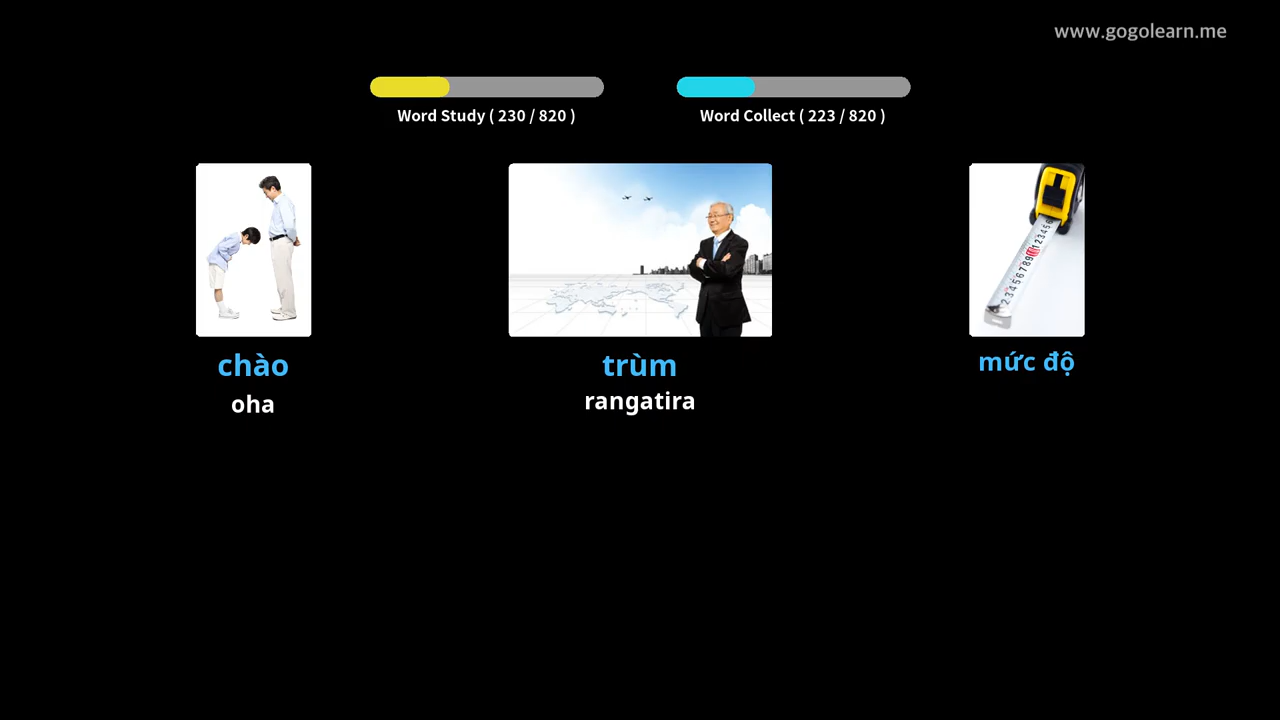 www.gogolearn.me
Word Study ( 230 / 820 )
Word Collect ( 223 / 820 )
chào
oha
trùm
rangatira
mức độ